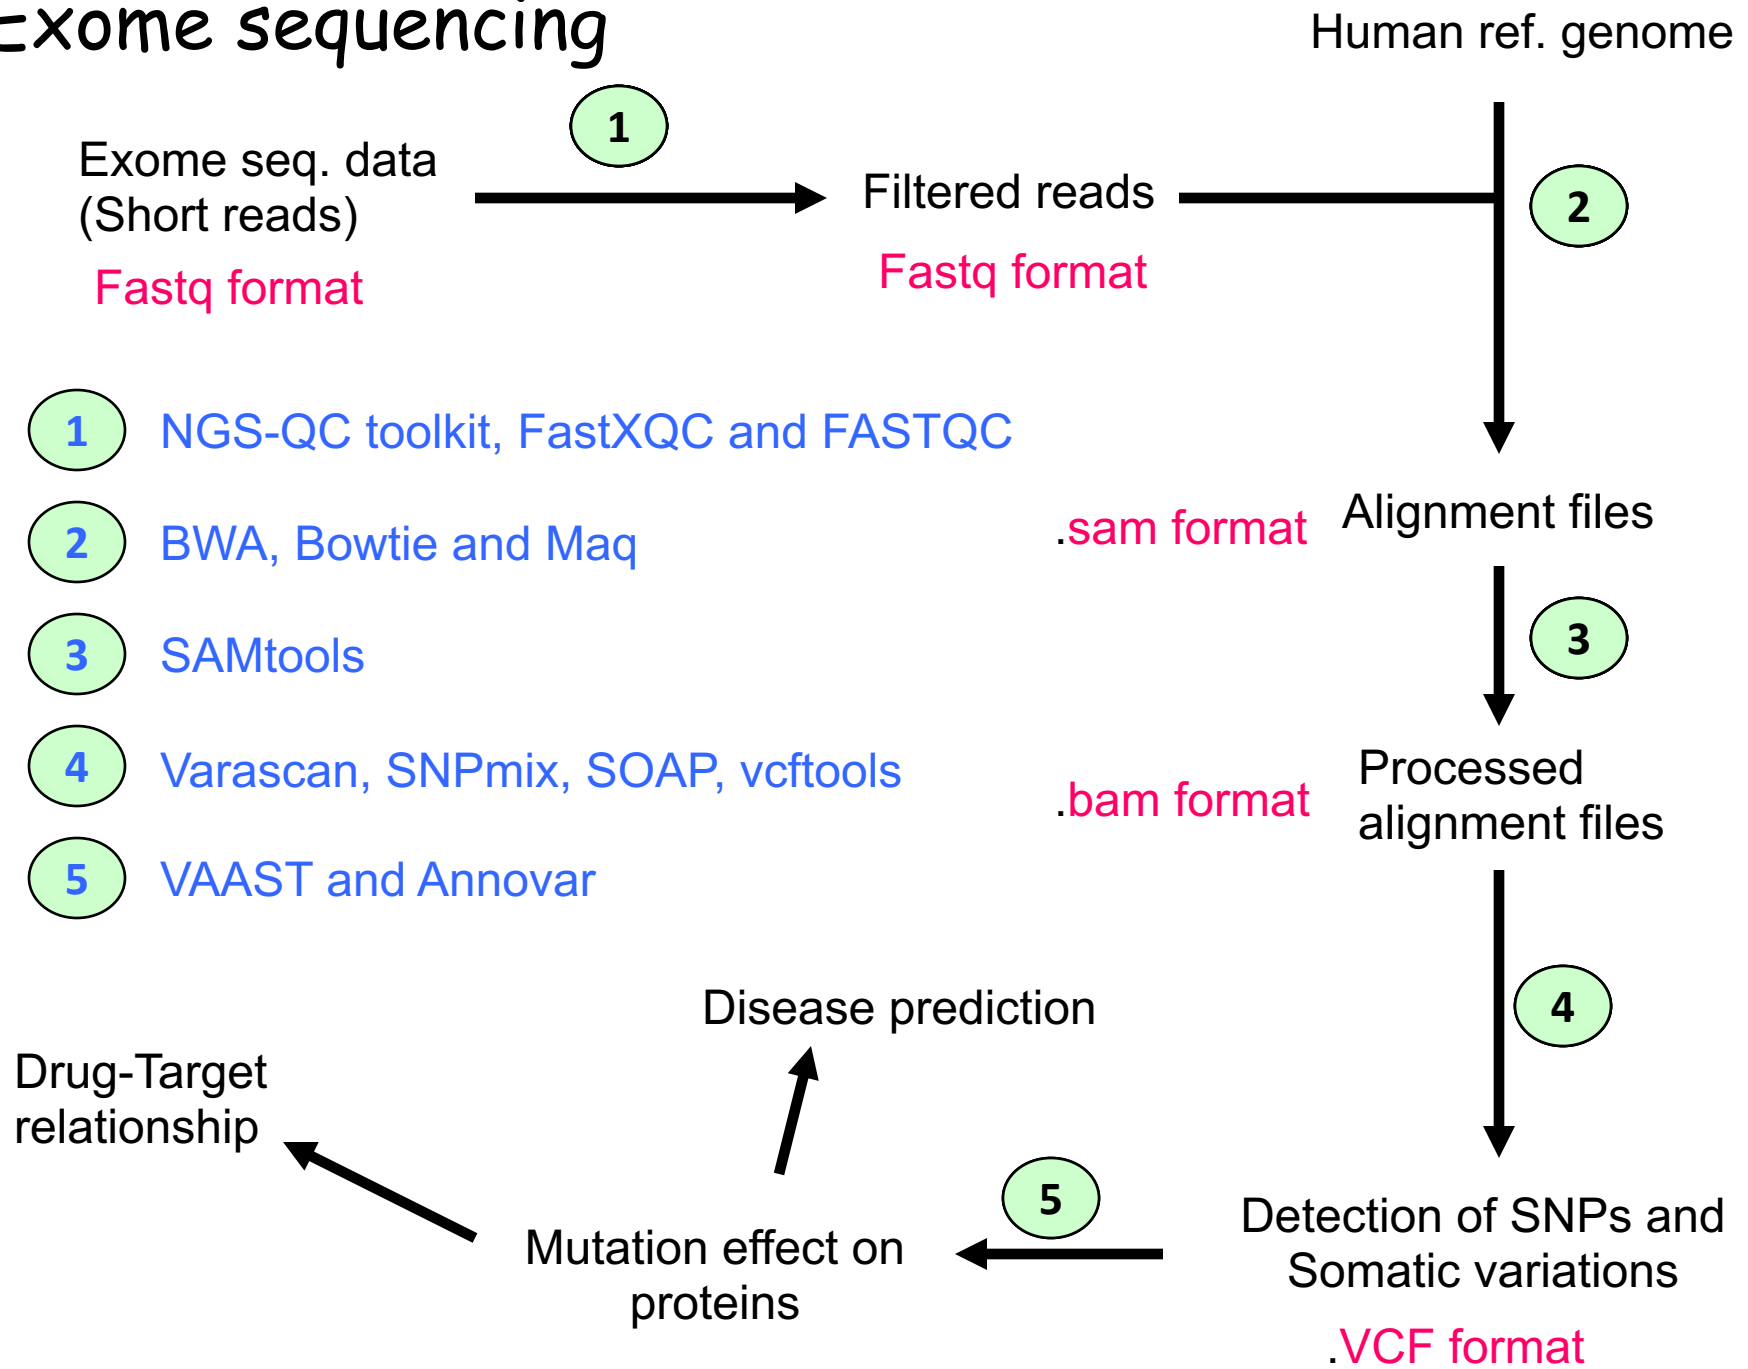 Exome sequencing
Human ref. genome
1
Exome seq. data
(Short reads)
Fastq format
Filtered reads
Fastq format
2
1 NGS-QC toolkit, FastXQC and FASTQC
2 BWA, Bowtie and Maq
3 SAMtools
4 Varascan, SNPmix, SOAP, vcftools
5 VAAST and Annovar
.sam format
Alignment files
3
.bam format
Processed
alignment files
4
Disease prediction
Drug-Target
relationship
5
Mutation effect on
proteins
Detection of SNPs and
Somatic variations
.VCF format